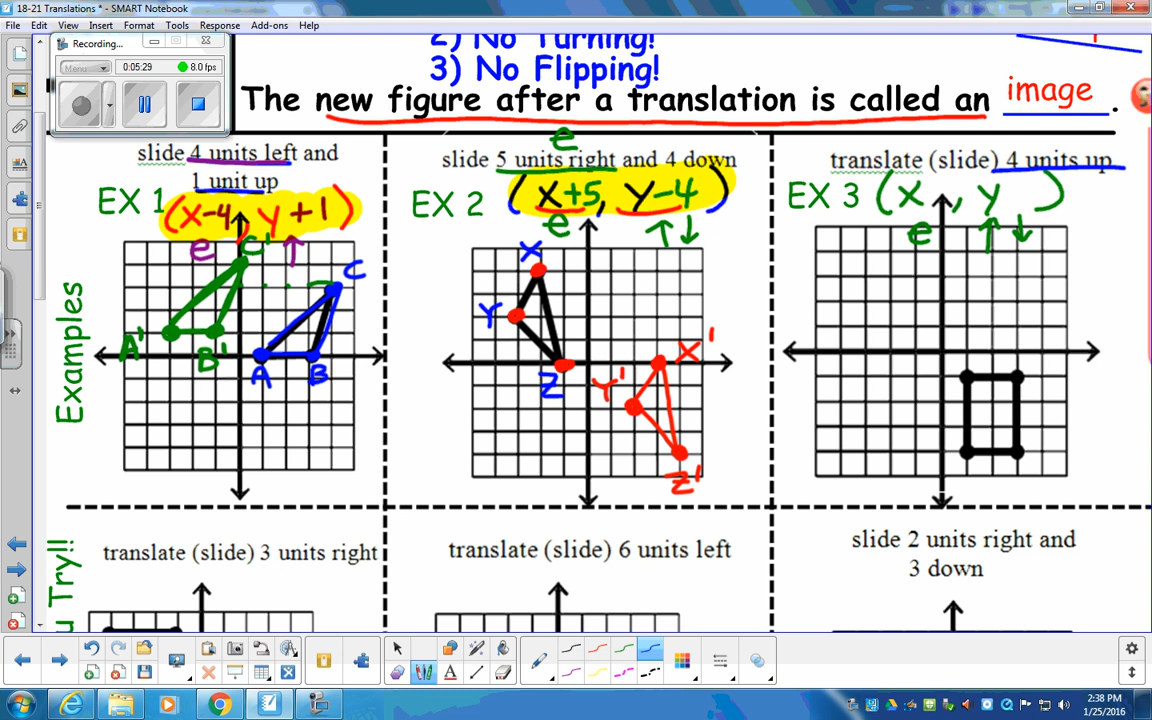 18-21 Translations * - SMART Notebook
File Edit View Insert Format Tools Response Add-ons Help
Recording...
Menu 0:05:29 8.0 fps
2) No Turning!
3) No Flipping!
The new figure after a translation is called an image.
Examples
slide 4 units left and
1 unit up
EX 1 (x-4, y+1)
e
C'
C
A'
B'
A
B
e
slide 5 units right and 4 down
EX 2 (x+5, y-4)
e
X
Y
Z
X'
Y'
Z'
translate (slide) 4 units up
EX 3 (x, y )
e
u Try!!
translate (slide) 3 units right
translate (slide) 6 units left
slide 2 units right and
3 down
2:38 PM
1/25/2016